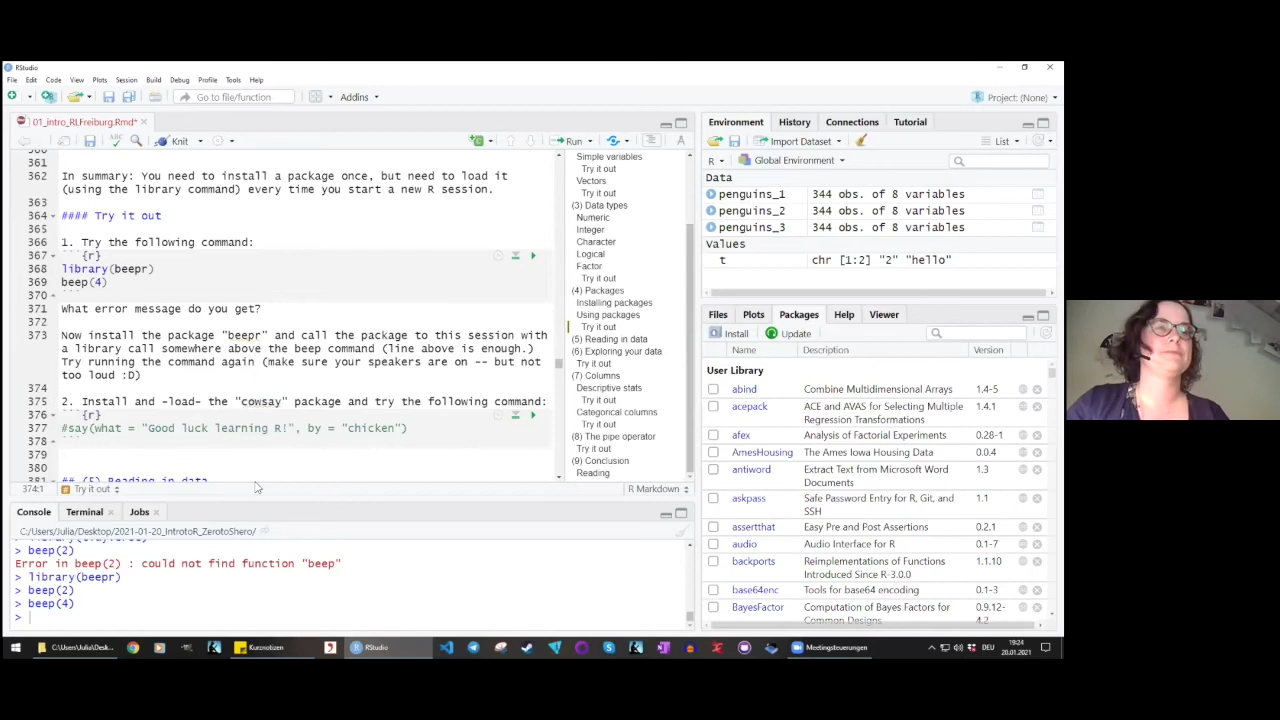 RStudio
File Edit Code View Plots Session Build Debug Profile Tools Help
Go to file/function Addins Project: (None)
01_intro_RLFreiburg.Rmd*
Knit Run
361
362 In summary: You need to install a package once, but need to load it
(using the library command) every time you start a new R session.
363
364 #### Try it out
365
366 1. Try the following command:
367 ```{r}
368 library(beepr)
369 beep(4)
370 ```
371 What error message do you get?
372
373 Now install the package "beepr" and call the package to this session with
a library call somewhere above the beep command (line above is enough.)
Try running the command again (make sure your speakers are on -- but not
too loud :D)
374
375 2. Install and -load- the "cowsay" package and try the following command:
376 ```{r}
377 #say(what = "Good luck learning R!", by = "chicken")
378 ```
379
380
381 ## (5) Reading in data
374:1 Try it out R Markdown
Simple variables
Try it out
Vectors
Try it out
(3) Data types
Numeric
Integer
Character
Logical
Factor
Try it out
(4) Packages
Installing packages
Using packages
Try it out
(5) Reading in data
(6) Exploring your data
Try it out
(7) Columns
Descriptive stats
Try it out
Categorical columns
Try it out
(8) The pipe operator
Try it out
(9) Conclusion
Reading
Console Terminal Jobs
C:/Users/Julia/Desktop/2021-01-20_IntrotoR_ZerotoShero/
> beep(2)
Error in beep(2) : could not find function "beep"
> library(beepr)
> beep(2)
> beep(4)
>
Environment History Connections Tutorial
Import Dataset List
R Global Environment
Data
penguins_1 344 obs. of 8 variables
penguins_2 344 obs. of 8 variables
penguins_3 344 obs. of 8 variables
Values
t chr [1:2] "2" "hello"
Files Plots Packages Help Viewer
Install Update
Name Description Version
User Library
abind Combine Multidimensional Arrays 1.4-5
acepack ACE and AVAS for Selecting Multiple Regression Transformations 1.4.1
afex Analysis of Factorial Experiments 0.28-1
AmesHousing The Ames Iowa Housing Data 0.0.4
antiword Extract Text from Microsoft Word Documents 1.3
askpass Safe Password Entry for R, Git, and SSH 1.1
assertthat Easy Pre and Post Assertions 0.2.1
audio Audio Interface for R 0.1-7
backports Reimplementations of Functions Introduced Since R-3.0.0 1.1.10
base64enc Tools for base64 encoding 0.1-3
BayesFactor Computation of Bayes Factors for Common Designs 0.9.12-4.2
C:\Users\Julia\Desk... Kurznotizen RStudio Meetingsteuerungen DEU 19:24
20.01.2021